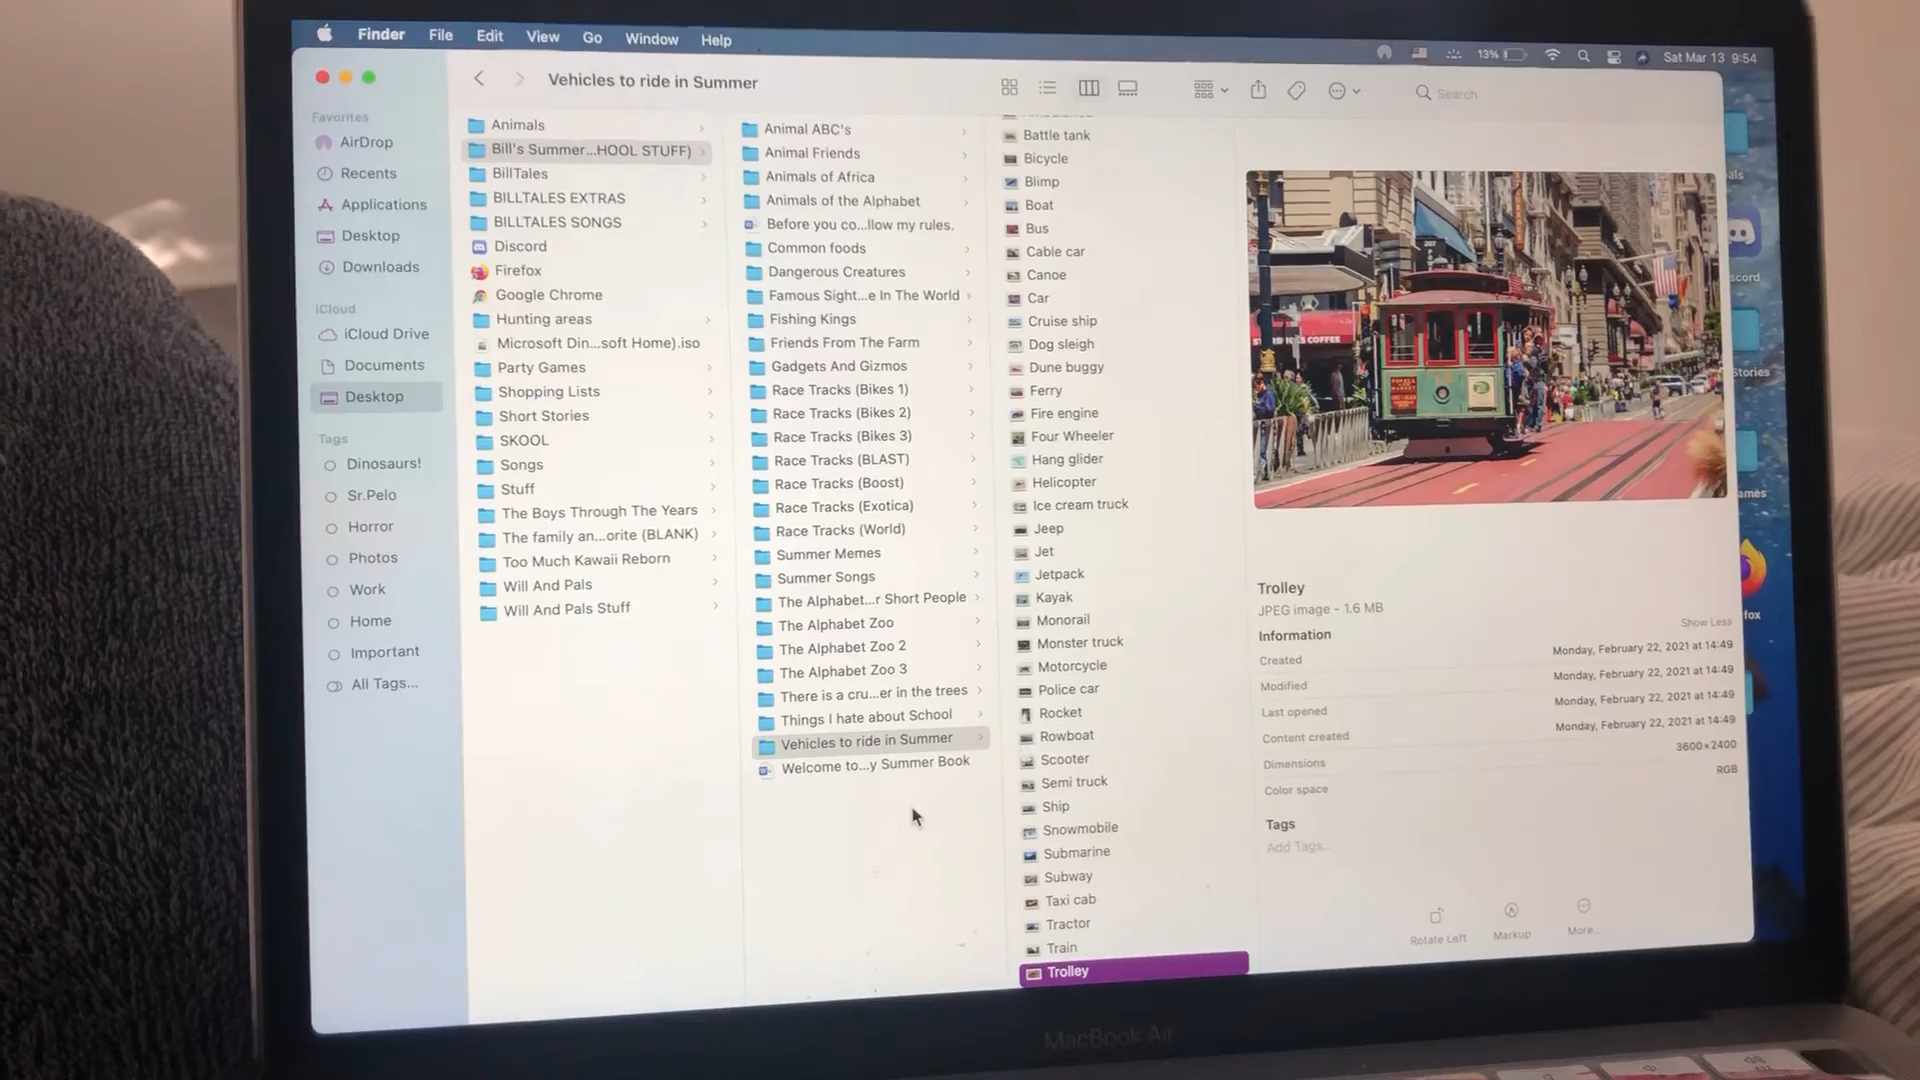 Finder File Edit View Go Window Help
13% Sat Mar 13 9:54
Vehicles to ride in Summer
Search
Favorites
AirDrop
Recents
Applications
Desktop
Downloads
iCloud
iCloud Drive
Documents
Desktop
Tags
Dinosaurs!
Sr.Pelo
Horror
Photos
Work
Home
Important
All Tags...
Animals
Bill's Summer...HOOL STUFF)
BillTales
BILLTALES EXTRAS
BILLTALES SONGS
Discord
Firefox
Google Chrome
Hunting areas
Microsoft Din...soft Home).iso
Party Games
Shopping Lists
Short Stories
SKOOL
Songs
Stuff
The Boys Through The Years
The family an...orite (BLANK)
Too Much Kawaii Reborn
Will And Pals
Will And Pals Stuff
Animal ABC's
Animal Friends
Animals of Africa
Animals of the Alphabet
Before you co...llow my rules.
Common foods
Dangerous Creatures
Famous Sight...e In The World
Fishing Kings
Friends From The Farm
Gadgets And Gizmos
Race Tracks (Bikes 1)
Race Tracks (Bikes 2)
Race Tracks (Bikes 3)
Race Tracks (BLAST)
Race Tracks (Boost)
Race Tracks (Exotica)
Race Tracks (World)
Summer Memes
Summer Songs
The Alphabet...r Short People
The Alphabet Zoo
The Alphabet Zoo 2
The Alphabet Zoo 3
There is a cru...er in the trees
Things I hate about School
Vehicles to ride in Summer
Welcome to...y Summer Book
Battle tank
Bicycle
Blimp
Boat
Bus
Cable car
Canoe
Car
Cruise ship
Dog sleigh
Dune buggy
Ferry
Fire engine
Four Wheeler
Hang glider
Helicopter
Ice cream truck
Jeep
Jet
Jetpack
Kayak
Monorail
Monster truck
Motorcycle
Police car
Rocket
Rowboat
Scooter
Semi truck
Ship
Snowmobile
Submarine
Subway
Taxi cab
Tractor
Train
Trolley
Trolley
JPEG image - 1.6 MB
Information
Show Less
Created Monday, February 22, 2021 at 14:49
Modified Monday, February 22, 2021 at 14:49
Last opened Monday, February 22, 2021 at 14:49
Content created Monday, February 22, 2021 at 14:49
Dimensions 3600×2400
Color space RGB
Tags
Add Tags...
Rotate Left
Markup
More...
als
scord
Stories
ames
fox
MacBook Air